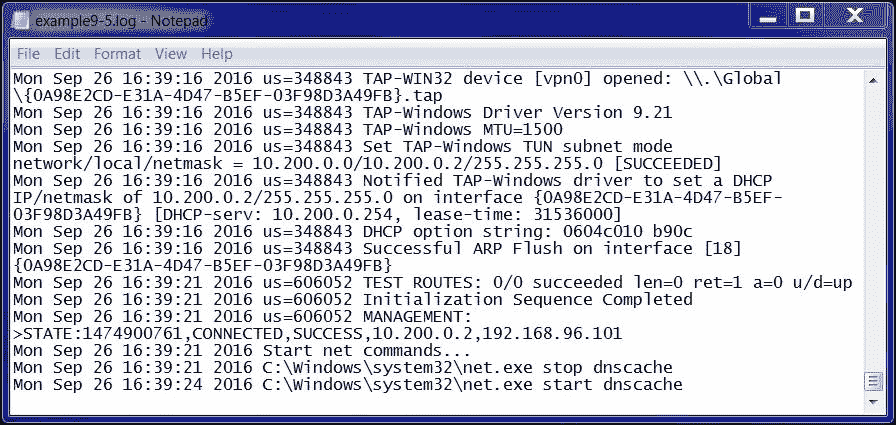 example9-5.log - Notepad
File Edit Format View Help
Mon Sep 26 16:39:16 2016 us=348843 TAP-WIN32 device [vpn0] opened: \\.\Global
\{0A98E2CD-E31A-4D47-B5EF-03F98D3A49FB}.tap
Mon Sep 26 16:39:16 2016 us=348843 TAP-Windows Driver Version 9.21
Mon Sep 26 16:39:16 2016 us=348843 TAP-Windows MTU=1500
Mon Sep 26 16:39:16 2016 us=348843 Set TAP-Windows TUN subnet mode
network/local/netmask = 10.200.0.0/10.200.0.2/255.255.255.0 [SUCCEEDED]
Mon Sep 26 16:39:16 2016 us=348843 Notified TAP-Windows driver to set a DHCP
IP/netmask of 10.200.0.2/255.255.255.0 on interface {0A98E2CD-E31A-4D47-B5EF-
03F98D3A49FB} [DHCP-serv: 10.200.0.254, lease-time: 31536000]
Mon Sep 26 16:39:16 2016 us=348843 DHCP option string: 0604c010 b90c
Mon Sep 26 16:39:16 2016 us=348843 Successful ARP Flush on interface [18]
{0A98E2CD-E31A-4D47-B5EF-03F98D3A49FB}
Mon Sep 26 16:39:21 2016 us=606052 TEST ROUTES: 0/0 succeeded len=0 ret=1 a=0 u/d=up
Mon Sep 26 16:39:21 2016 us=606052 Initialization Sequence Completed
Mon Sep 26 16:39:21 2016 us=606052 MANAGEMENT:
>STATE:1474900761,CONNECTED,SUCCESS,10.200.0.2,192.168.96.101
Mon Sep 26 16:39:21 2016 Start net commands...
Mon Sep 26 16:39:21 2016 C:\Windows\system32\net.exe stop dnscache
Mon Sep 26 16:39:24 2016 C:\Windows\system32\net.exe start dnscache